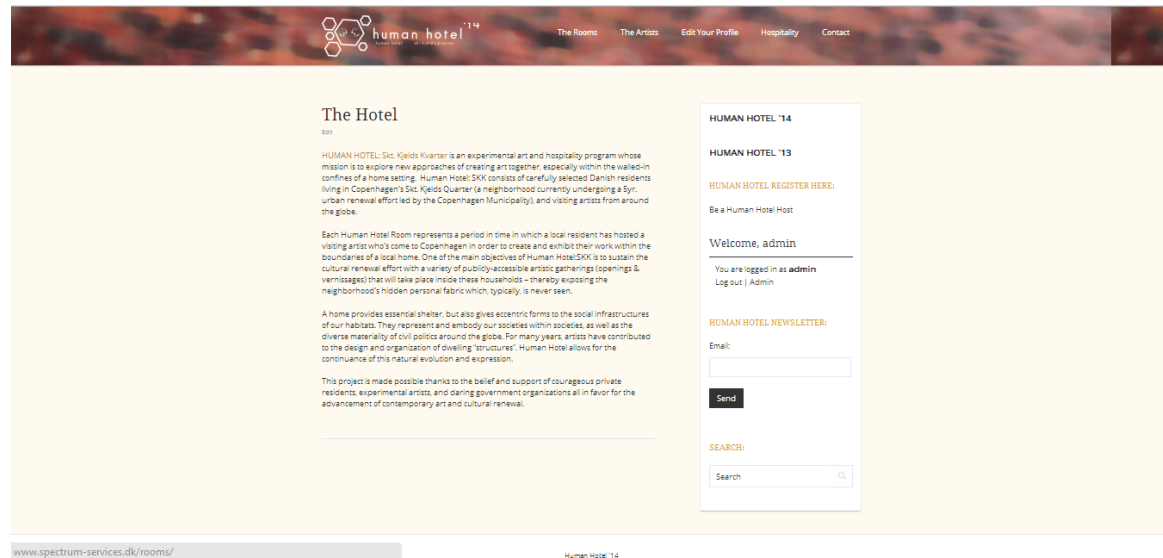 human hotel '14
The Rooms The Artists Edit Your Profile Hospitality Contact
The Hotel
Edit
HUMAN HOTEL: Skt. Kjelds Kvarter is an experimental art and hospitality program whose
mission is to explore new approaches of creating art together, especially within the walled-in
confines of a home setting. Human Hotel: SKK consists of carefully selected Danish residents
living in Copenhagen's Skt. Kjelds Quarter (a neighborhood currently undergoing a 5yr.
urban renewal effort led by the Copenhagen Municipality), and visiting artists from around
the globe.
Each Human Hotel Room represents a period in time in which a local resident has hosted a
visiting artist who's come to Copenhagen in order to create and exhibit their work within the
boundaries of a local home. One of the main objectives of Human Hotel:SKK is to sustain the
cultural renewal effort with a variety of publicly-accessible artistic gatherings (openings &
vernissages) that will take place inside these households – thereby exposing the
neighborhood's hidden personal fabric which, typically, is never seen.
A home provides essential shelter, but also gives eccentric forms to the social infrastructures
of our habitats. They represent and embody our societies within societies, as well as the
diverse materiality of civil politics around the globe. For many years, artists have contributed
to the design and organization of dwelling "structures". Human Hotel allows for the
continuance of this natural evolution and expression.
This project is made possible thanks to the belief and support of courageous private
residents, experimental artists, and daring government organizations all in favor for the
advancement of contemporary art and cultural renewal.
HUMAN HOTEL '14
HUMAN HOTEL '13
HUMAN HOTEL REGISTER HERE:
Be a Human Hotel Host
Welcome, admin
You are logged in as admin
Log out | Admin
HUMAN HOTEL NEWSLETTER:
Email:
Send
SEARCH:
Search
www.spectrum-services.dk/rooms/
Human Hotel '14